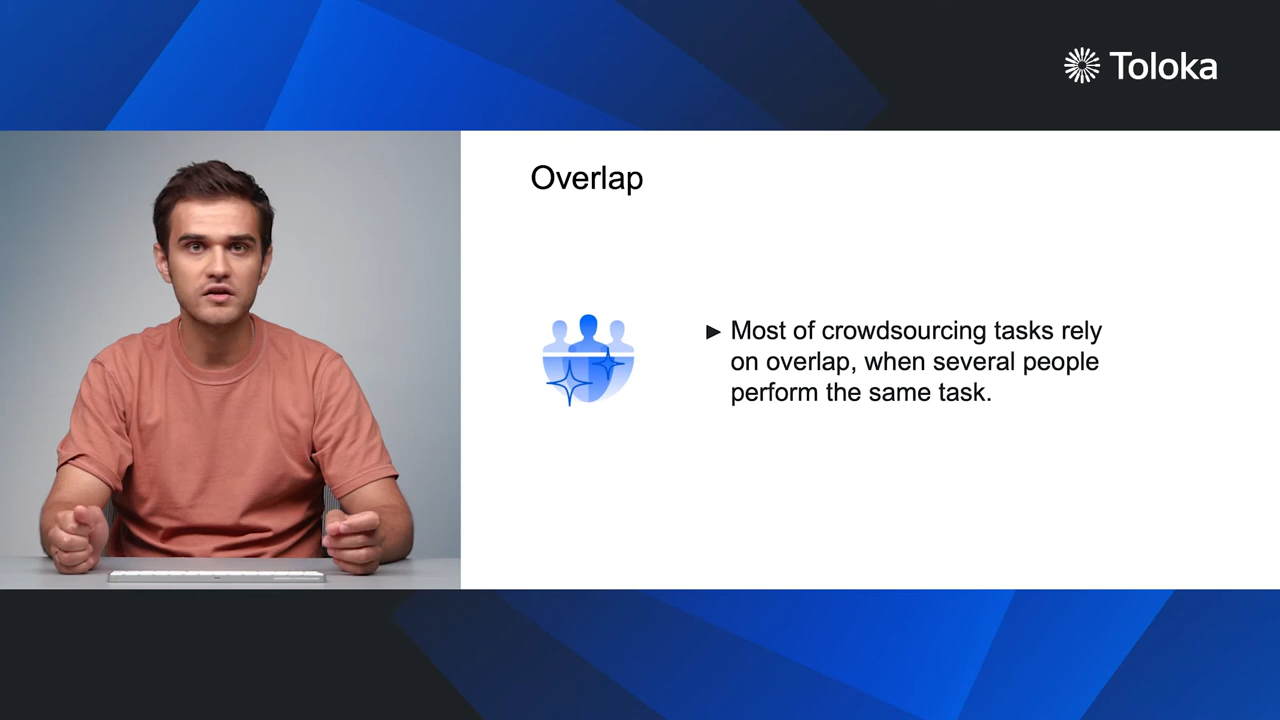 Toloka
Overlap
► Most of crowdsourcing tasks rely
on overlap, when several people
perform the same task.